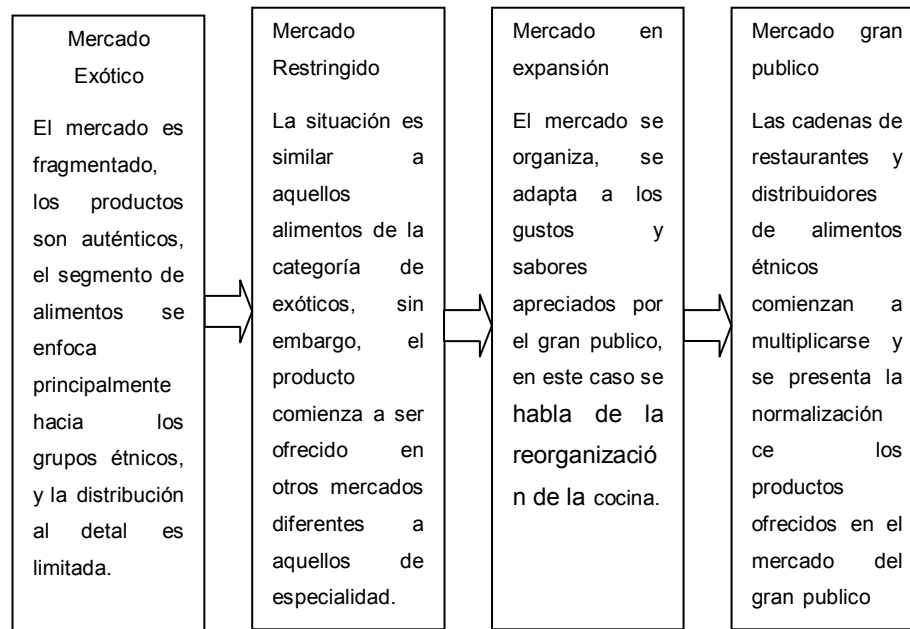 Mercado
Exótico
El mercado es
fragmentado,
los productos
son auténticos,
el segmento de
alimentos se
enfoca
principalmente
hacia los
grupos étnicos,
y la distribución
al detal es
limitada.
Mercado
Restringido
La situación es
similar a
aquellos
alimentos de la
categoría de
exóticos, sin
embargo, el
producto
comienza a ser
ofrecido en
otros mercados
diferentes a
aquellos de
especialidad.
Mercado en
expansión
El mercado se
organiza, se
adapta a los
gustos y
sabores
apreciados por
el gran publico,
en este caso se
habla de la
reorganizació
n de la cocina.
Mercado gran
publico
Las cadenas de
restaurantes y
distribuidores
de alimentos
étnicos
comienzan a
multiplicarse y
se presenta la
normalización
ce los
productos
ofrecidos en el
mercado del
gran publico